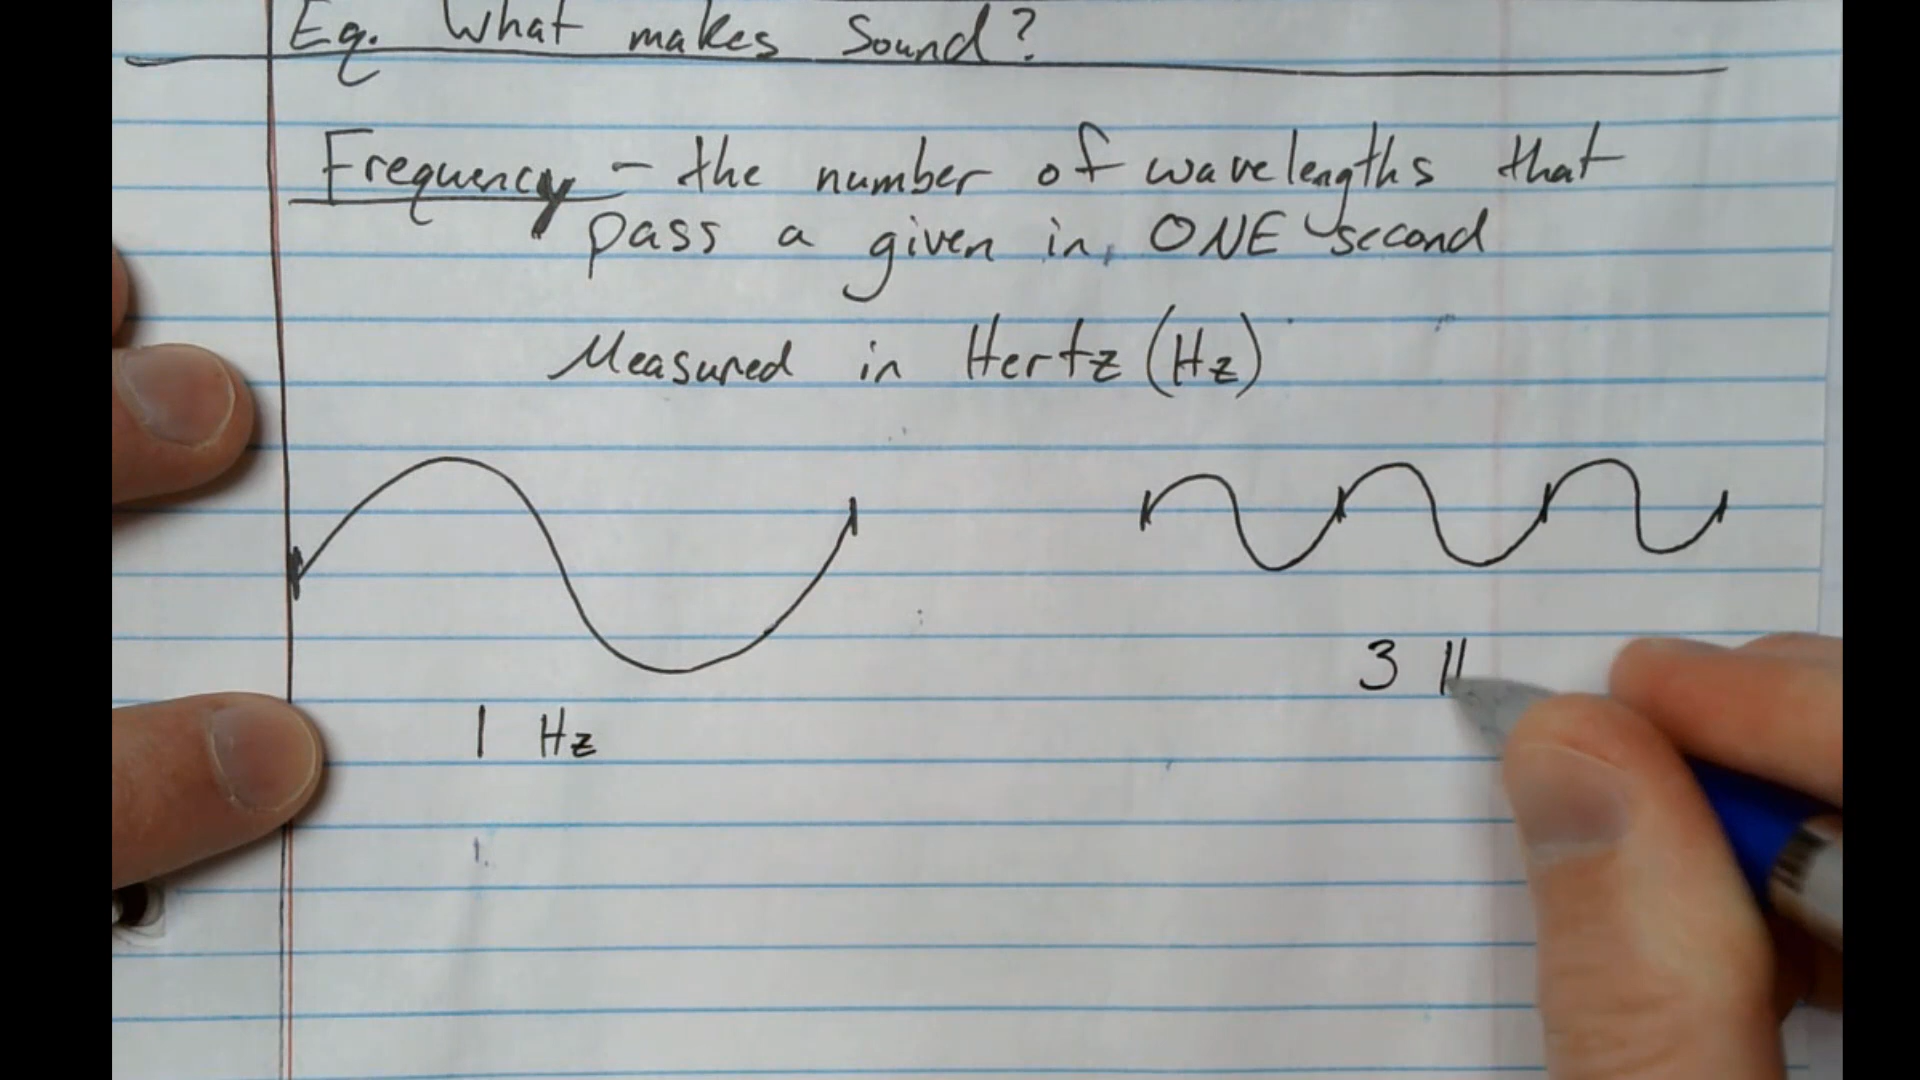 Eq. What makes Sound?
Frequency - the number of wavelengths that
pass a given in ONE second
Measured in Hertz (Hz)
1 Hz
3